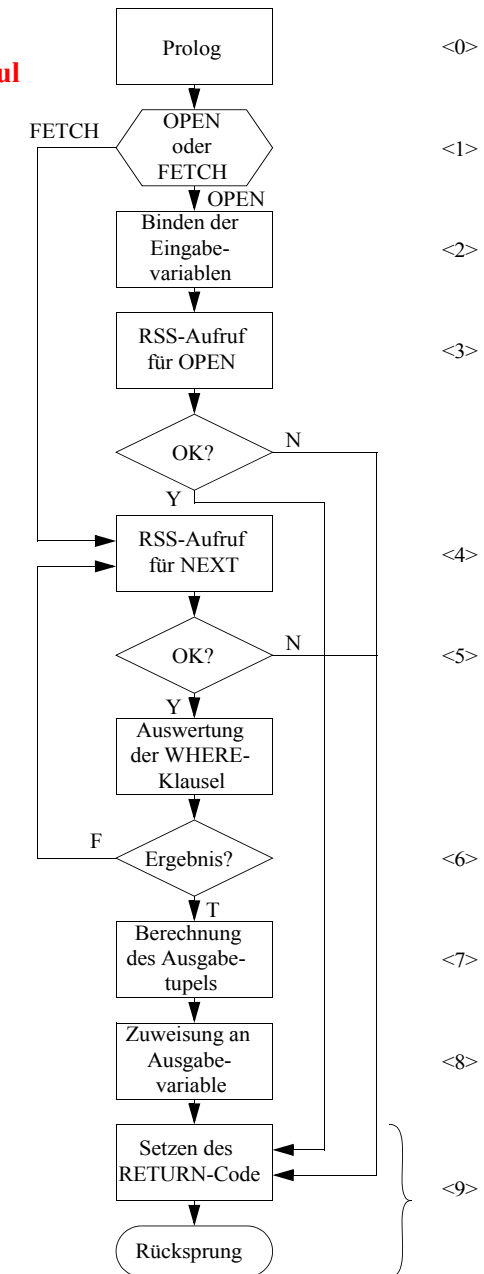 Prolog <0>
ul
FETCH
OPEN
oder <1>
FETCH
OPEN
Binden der
Eingabe- <2>
variablen
RSS-Aufruf <3>
für OPEN
OK? N
Y
RSS-Aufruf <4>
für NEXT
OK? N <5>
Y
Auswertung
der WHERE-
Klausel
F Ergebnis? <6>
T
Berechnung
des Ausgabe- <7>
tupels
Zuweisung an
Ausgabe- <8>
variable
Setzen des
RETURN-Code <9>
Rücksprung